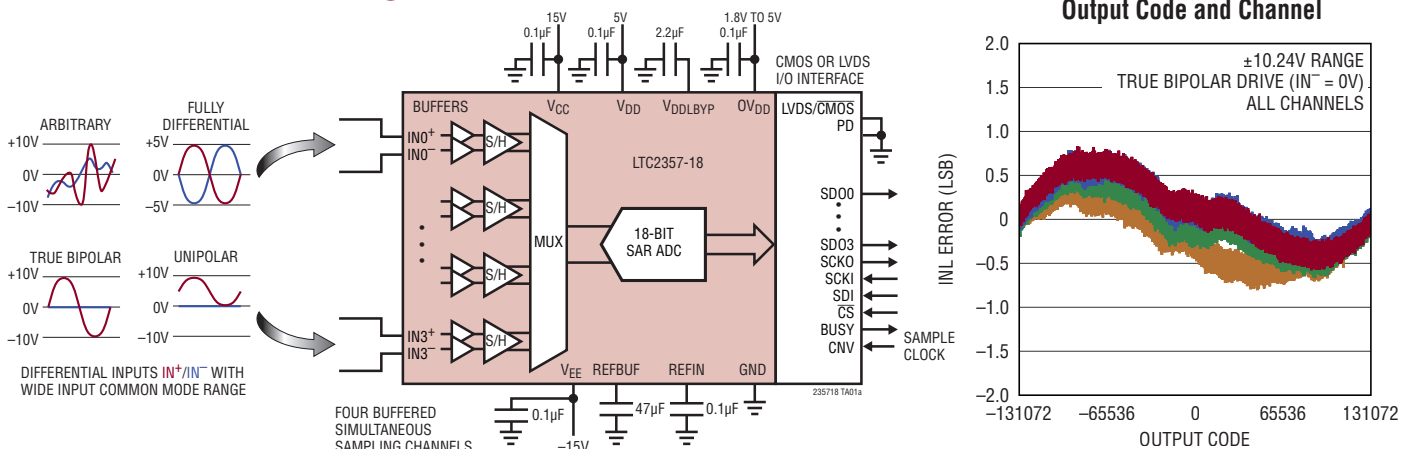 Output Code and Channel
15V
5V
1.8V TO 5V
0.1µF
0.1µF
2.2µF
0.1µF
CMOS OR LVDS
I/O INTERFACE
BUFFERS
VCC
VDD
VDDLBYP
OVDD
LVDS/CMOS
PD
ARBITRARY
FULLY
DIFFERENTIAL
+10V
0V
–10V
+5V
0V
–5V
TRUE BIPOLAR
UNIPOLAR
+10V
0V
–10V
+10V
0V
–10V
DIFFERENTIAL INPUTS IN+/IN– WITH
WIDE INPUT COMMON MODE RANGE
IN0+
IN0–
S/H
S/H
S/H
S/H
IN3+
IN3–
MUX
LTC2357-18
18-BIT
SAR ADC
SDO0
SDO3
SCKO
SCKI
SDI
CS
BUSY
CNV
SAMPLE
CLOCK
VEE
REFBUF
REFIN
GND
235718 TA01a
0.1µF
47µF
0.1µF
–15V
FOUR BUFFERED
SIMULTANEOUS
SAMPLING CHANNELS
±10.24V RANGE
TRUE BIPOLAR DRIVE (IN– = 0V)
ALL CHANNELS
INL ERROR (LSB)
2.0
1.5
1.0
0.5
0
–0.5
–1.0
–1.5
–2.0
–131072
–65536
0
65536
131072
OUTPUT CODE